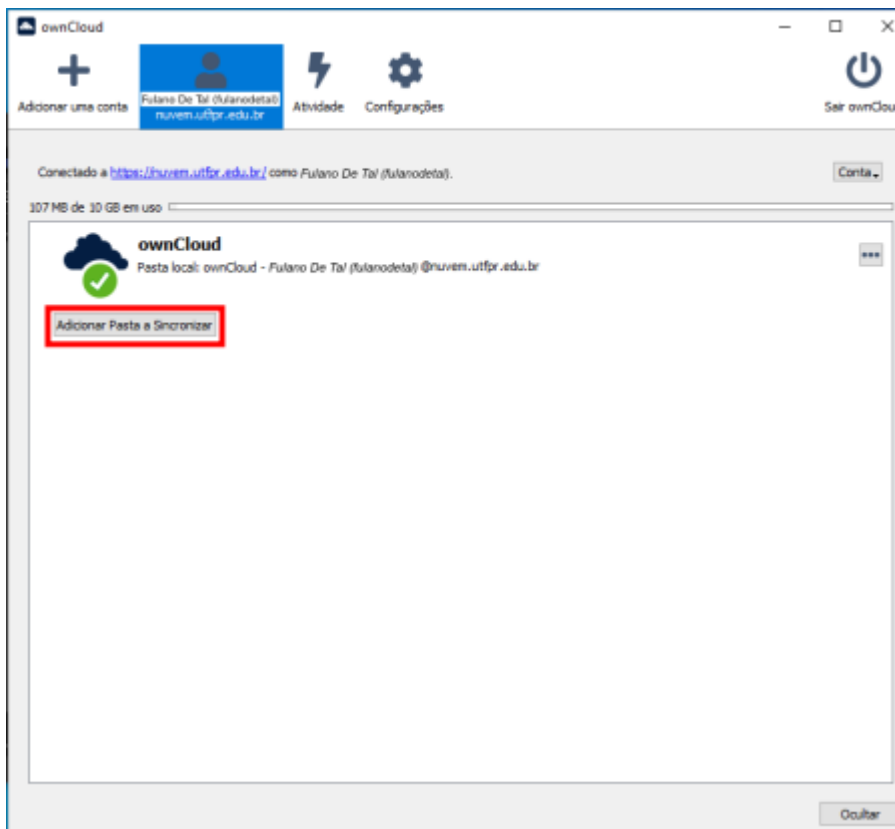 ownCloud
Adicionar uma conta
Fulano De Tal (fulanodetal)
nuvem.utfpr.edu.br
Atividade
Configurações
Sair ownClou
Conectado a https://nuvem.utfpr.edu.br/ como Fulano De Tal (fulanodetal).
Conta
107 MB de 10 GB em uso
ownCloud
Pasta local: ownCloud - Fulano De Tal (fulanodetal) @nuvem.utfpr.edu.br
Adicionar Pasta a Sincronizar
Ocultar